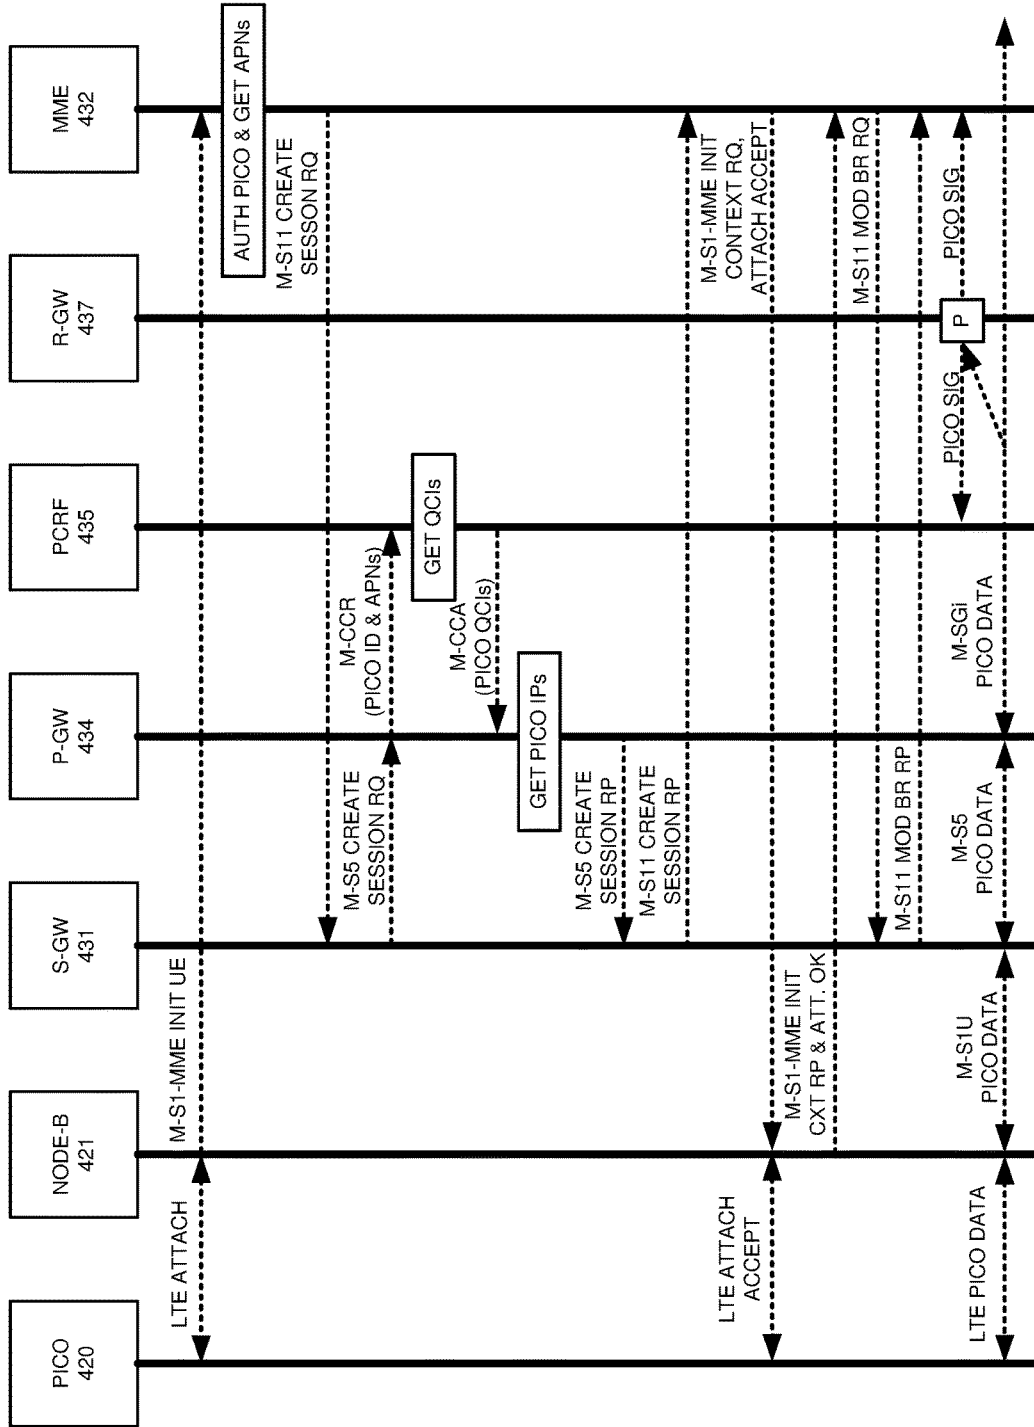 PICO
420
NODE-B
421
S-GW
431
P-GW
434
PCRF
435
R-GW
437
MME
432
LTE ATTACH
M-S1-MME INIT UE
AUTH PICO & GET APNs
M-S11 CREATE
SESSON RQ
M-S5 CREATE
SESSION RQ
M-CCR
(PICO ID & APNs)
GET QCIs
M-CCA
(PICO QCIs)
GET PICO IPs
M-S5 CREATE
SESSION RP
M-S11 CREATE
SESSION RP
M-S1-MME INIT
CONTEXT RQ,
ATTACH ACCEPT
LTE ATTACH
ACCEPT
M-S1-MME INIT
CXT RP & ATT. OK
M-S11 MOD BR RQ
M-S11 MOD BR RP
PICO SIG
P
PICO SIG
LTE PICO DATA
M-S1U
PICO DATA
M-S5
PICO DATA
M-SGi
PICO DATA